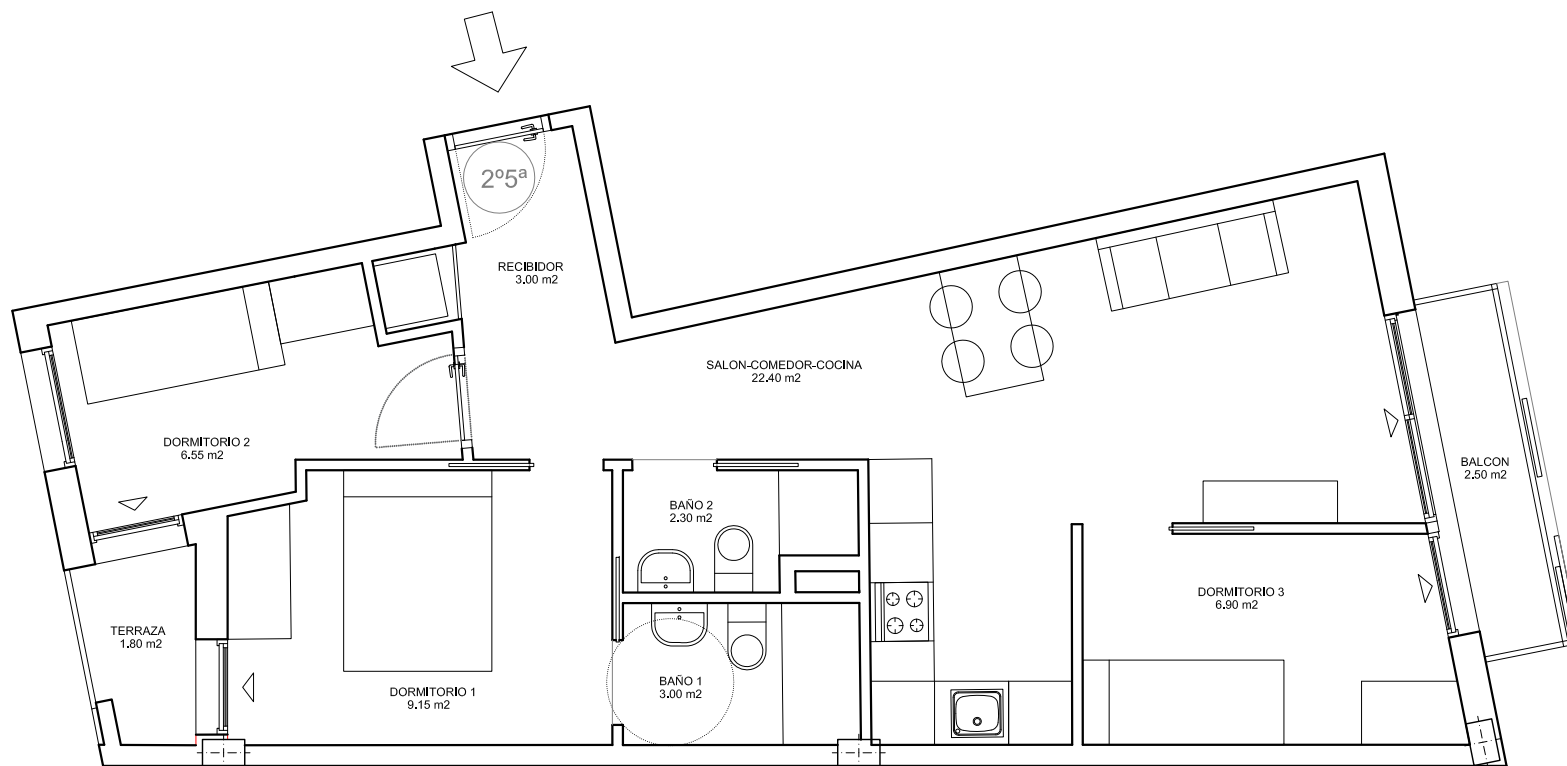 2º5ª
RECIBIDOR
3.00 m2
SALON-COMEDOR-COCINA
22.40 m2
DORMITORIO 2
6.55 m2
BALCON
2.50 m2
BAÑO 2
2.30 m2
DORMITORIO 3
6.90 m2
TERRAZA
1.80 m2
DORMITORIO 1
9.15 m2
BAÑO 1
3.00 m2